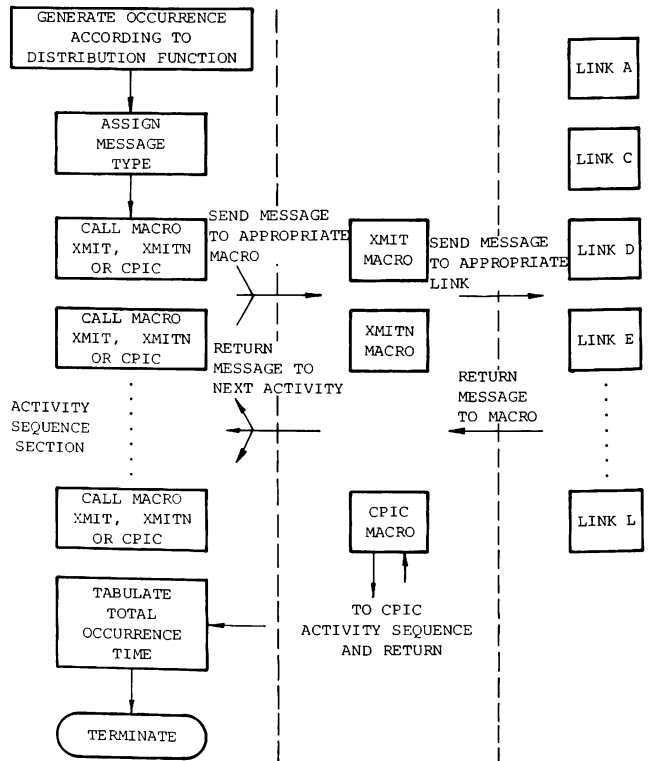 GENERATE OCCURRENCE
ACCORDING TO
DISTRIBUTION FUNCTION
ASSIGN
MESSAGE
TYPE
CALL MACRO
XMIT, XMITN
OR CPIC
CALL MACRO
XMIT, XMITN
OR CPIC
ACTIVITY
SEQUENCE
SECTION
CALL MACRO
XMIT, XMITN
OR CPIC
TABULATE
TOTAL
OCCURRENCE
TIME
TERMINATE
SEND MESSAGE
TO APPROPRIATE
MACRO
RETURN
MESSAGE TO
NEXT ACTIVITY
XMIT
MACRO
XMITN
MACRO
CPIC
MACRO
TO CPIC
ACTIVITY SEQUENCE
AND RETURN
SEND MESSAGE
TO APPROPRIATE
LINK
RETURN
MESSAGE
TO MACRO
LINK A
LINK C
LINK D
LINK E
LINK L